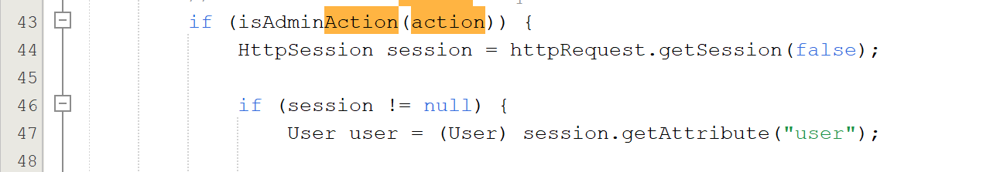 43 if (isAdminAction(action)) {
44 HttpSession session = httpRequest.getSession(false);
45
46 if (session != null) {
47 User user = (User) session.getAttribute("user");
48